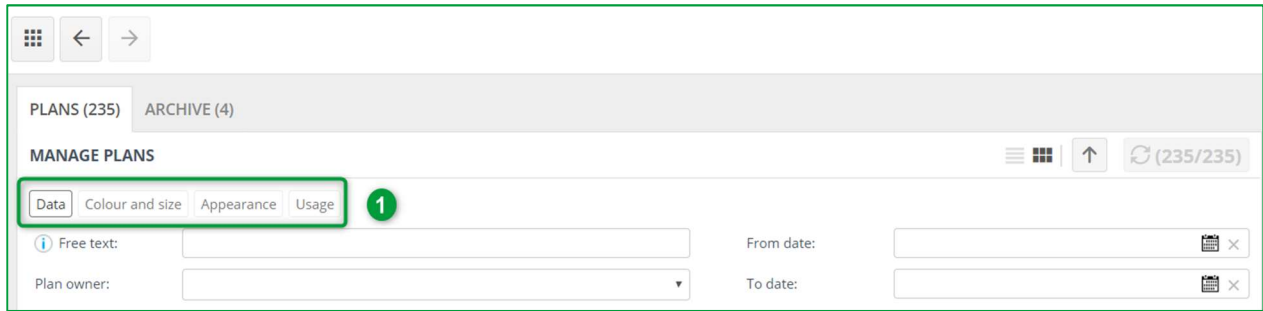 PLANS (235) ARCHIVE (4)
MANAGE PLANS (235/235)
Data Colour and size Appearance Usage 1
i Free text: From date:
Plan owner: To date: